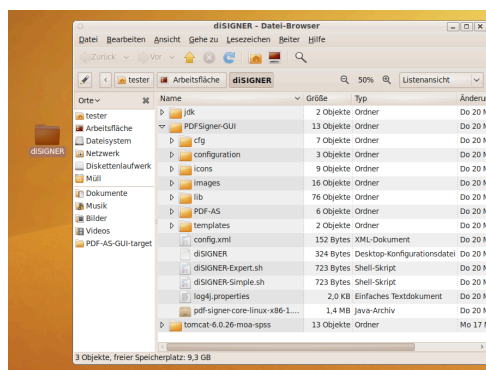 diSIGNER - Datei-Browser
Datei Bearbeiten Ansicht Gehe zu Lesezeichen Reiter Hilfe
Zurück Vor
tester Arbeitsfläche diSIGNER 50% Listenansicht
Orte Name Größe Typ Änderu
tester
Arbeitsfläche
Dateisystem
Netzwerk
Diskettenlaufwerk
Müll
Dokumente
Musik
Bilder
Videos
PDF-AS-GUI-target
jdk 2 Objekte Ordner Do 20 M
PDFSigner-GUI 13 Objekte Ordner Do 20 M
cfg 7 Objekte Ordner Do 20 M
configuration 3 Objekte Ordner Do 20 M
icons 9 Objekte Ordner Do 20 M
images 16 Objekte Ordner Do 20 M
lib 76 Objekte Ordner Do 20 M
PDF-AS 6 Objekte Ordner Do 20 M
templates 2 Objekte Ordner Do 20 M
config.xml 152 Bytes XML-Dokument Do 20 M
diSIGNER 324 Bytes Desktop-Konfigurationsdatei Do 20 M
diSIGNER-Expert.sh 723 Bytes Shell-Skript Do 20 M
diSIGNER-Simple.sh 723 Bytes Shell-Skript Do 20 M
log4j.properties 2,0 KB Einfaches Textdokument Do 20 M
pdf-signer-core-linux-x86-1.... 1,4 MB Java-Archiv Do 20 M
tomcat-6.0.26-moa-spss 13 Objekte Ordner Mo 17 M
3 Objekte, freier Speicherplatz: 9,3 GB
diSIGNER